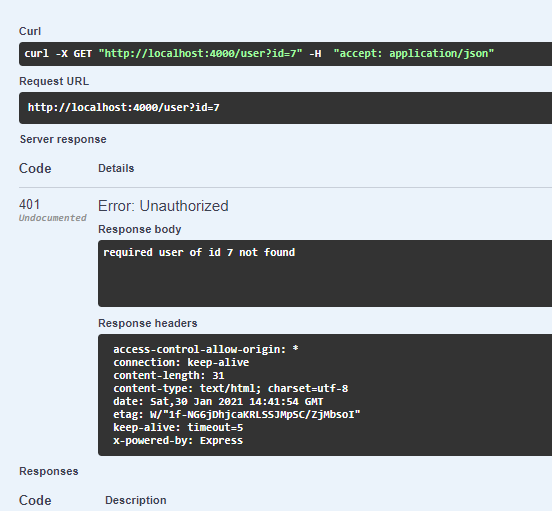 Curl
curl -X GET "http://localhost:4000/user?id=7" -H  "accept: application/json"
Request URL
http://localhost:4000/user?id=7
Server response
Code Details
401 Error: Unauthorized
Undocumented
Response body
required user of id 7 not found
Response headers
access-control-allow-origin: *
connection: keep-alive
content-length: 31
content-type: text/html; charset=utf-8
date: Sat,30 Jan 2021 14:41:54 GMT
etag: W/"1f-NG6jDhjcaKRLSSJMpSC/ZjMbsoI"
keep-alive: timeout=5
x-powered-by: Express
Responses
Code Description